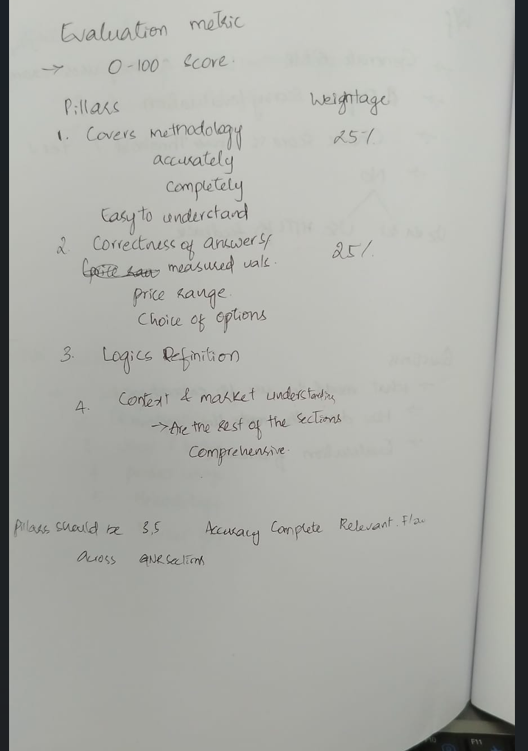 Evaluation metric
→ 0-100 Score.
Pillars Weightage
1. Covers methodology 25%
accurately
completely
Easy to understand
2. Correctness of answers/ 25%
measured vals.
price range.
Choice of options
3. Logics Definition
4. Context & market understanding
→ Are the rest of the sections
Comprehensive.
Pillars should be 3,5 Accuracy Complete Relevant. Flow
across sections
F11